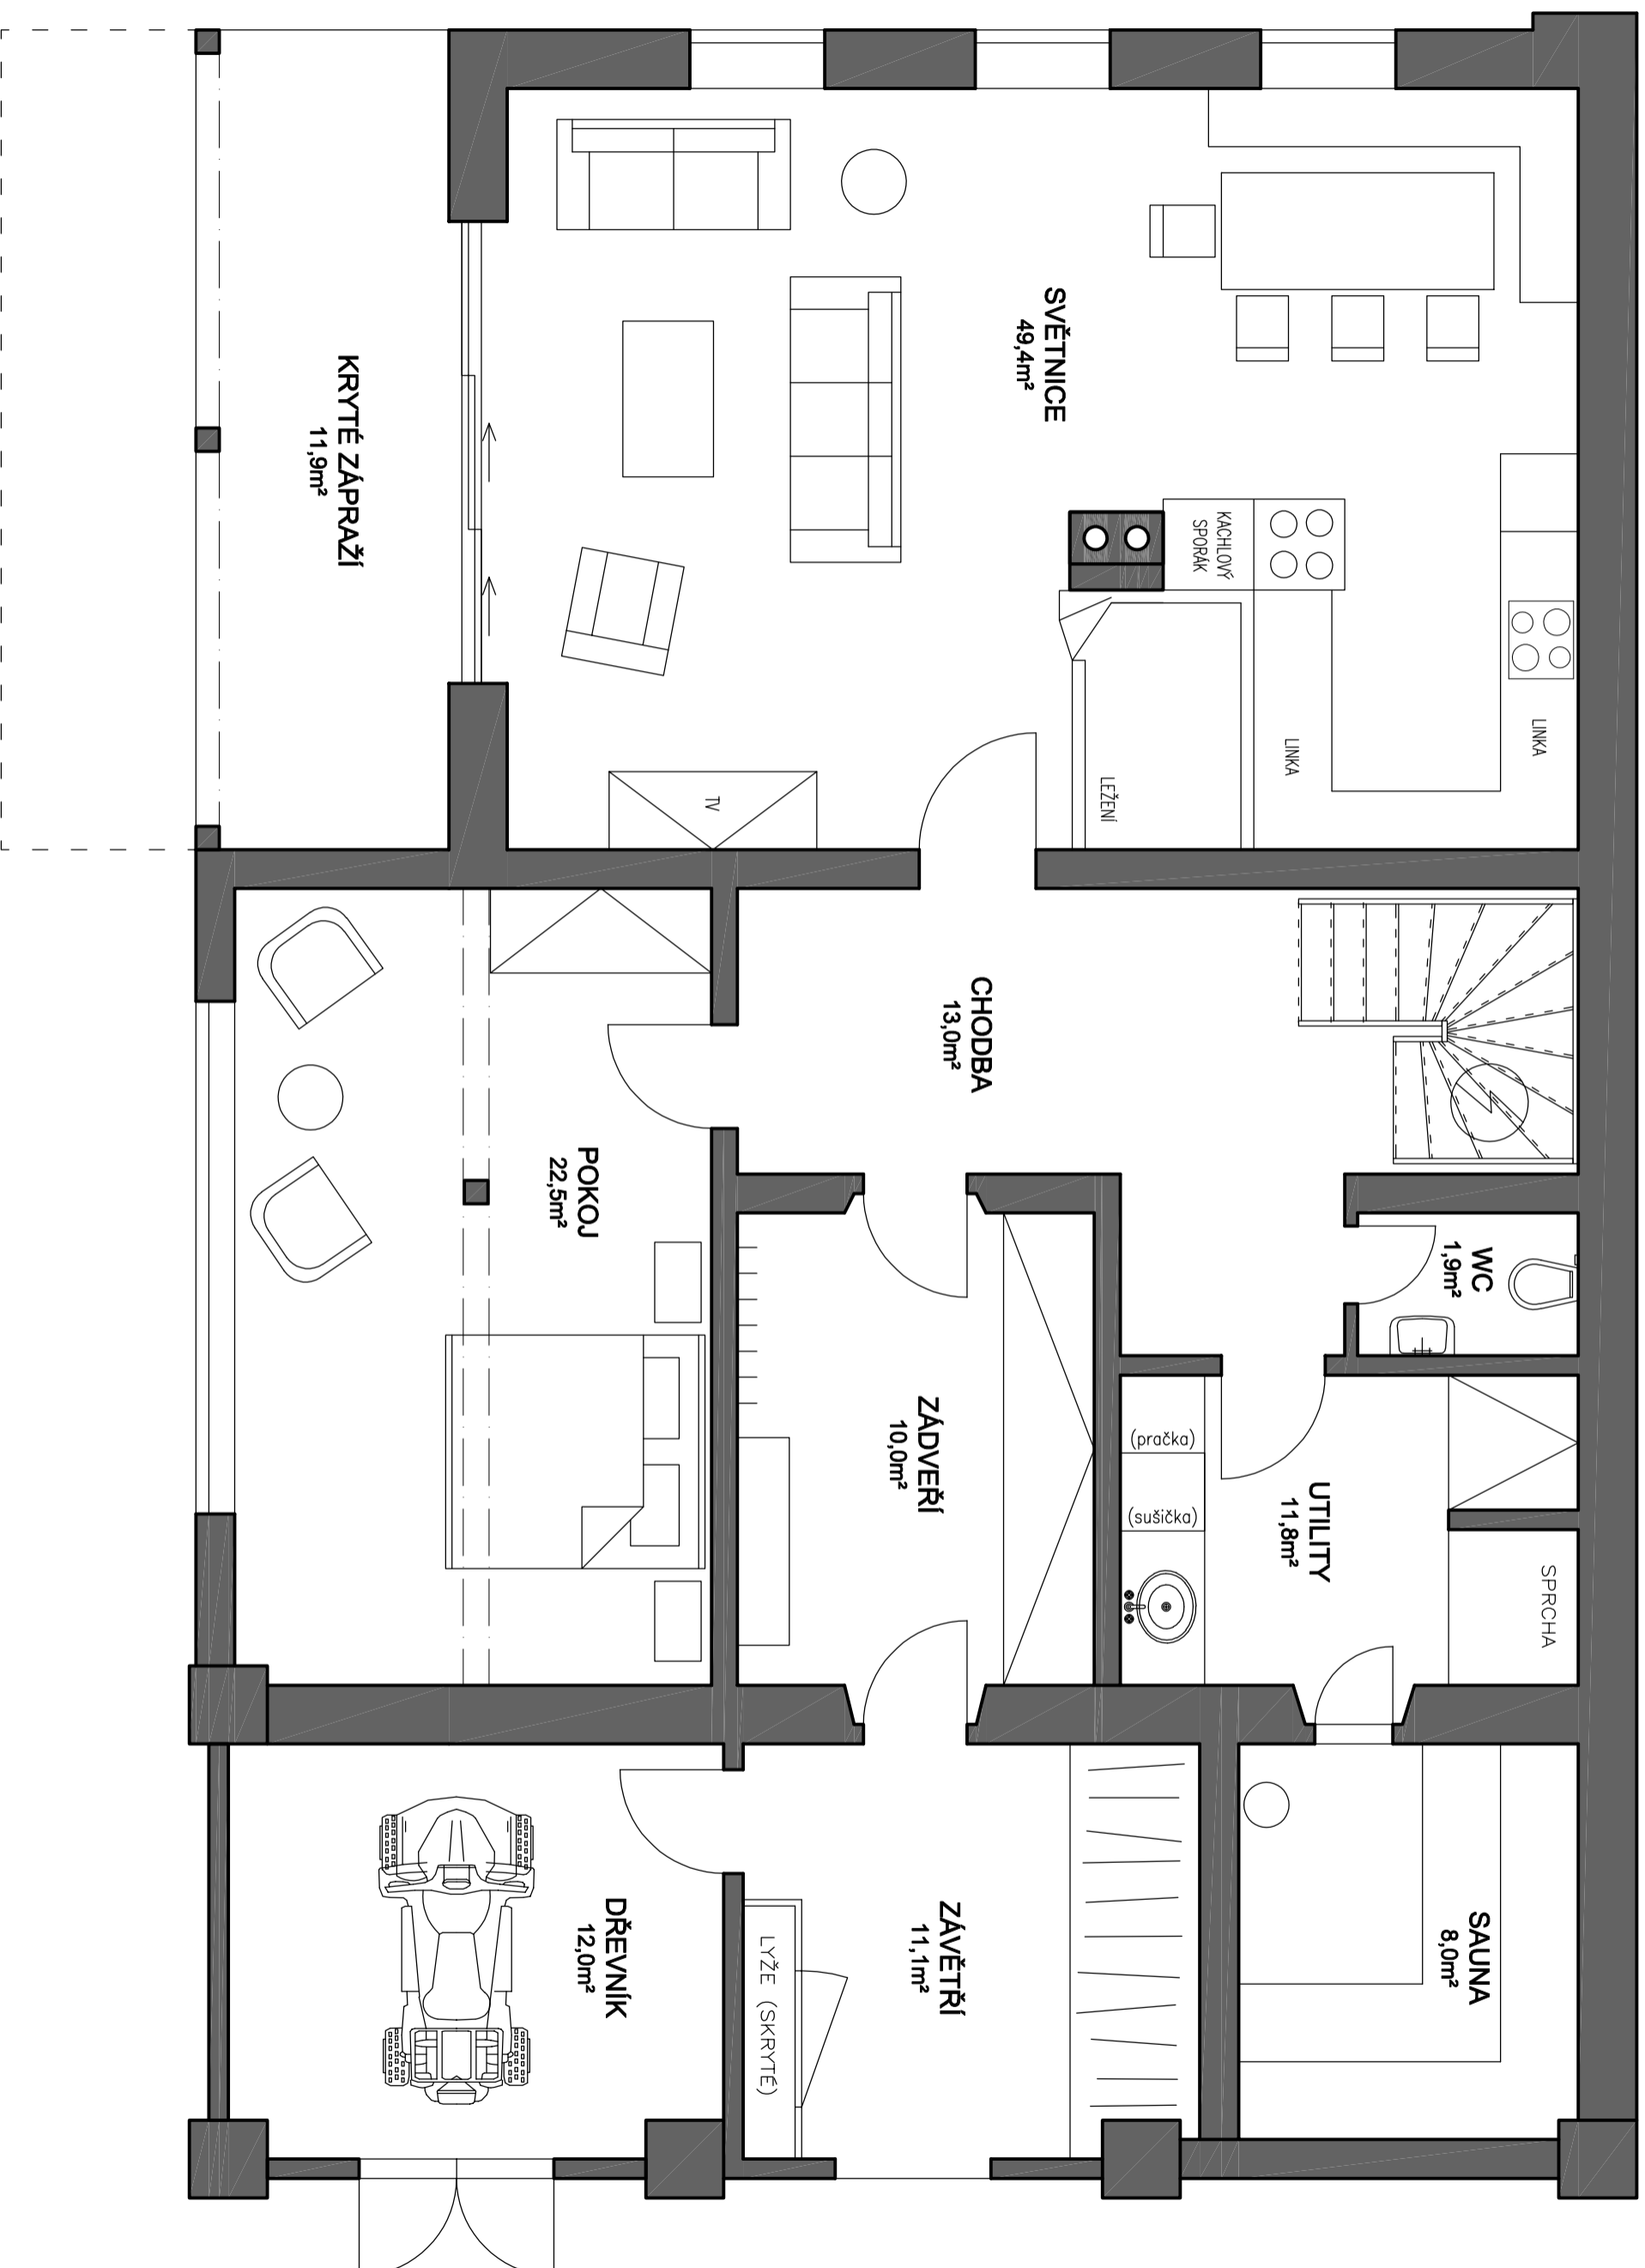 SVĚTNICE
49,4m²
KRYTÉ ZÁPRAŽÍ
11,9m²
KACHLOVÝ
SPORÁK
LINKA
LINKA
LEŽENÍ
TV
CHODBA
13,0m²
POKOJ
22,5m²
WC
1,9m²
ZÁDVEŘÍ
10,0m²
UTILITY
11,8m²
(pračka)
(sušička)
SPRCHA
SAUNA
8,0m²
ZÁVĚTŘÍ
11,1m²
LYŽE (SKRYTÉ)
DŘEVNÍK
12,0m²